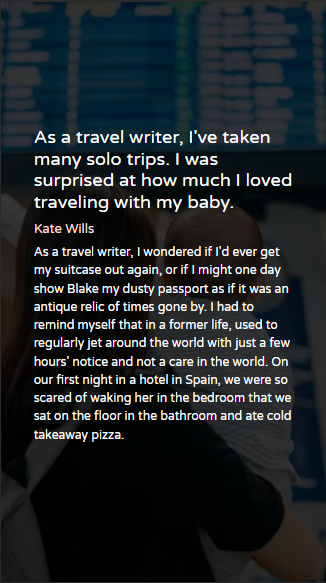 As a travel writer, I've taken
many solo trips. I was
surprised at how much I loved
traveling with my baby.
Kate Wills
As a travel writer, I wondered if I'd ever get
my suitcase out again, or if I might one day
show Blake my dusty passport as if it was an
antique relic of times gone by. I had to
remind myself that in a former life, used to
regularly jet around the world with just a few
hours' notice and not a care in the world. On
our first night in a hotel in Spain, we were so
scared of waking her in the bedroom that we
sat on the floor in the bathroom and ate cold
takeaway pizza.